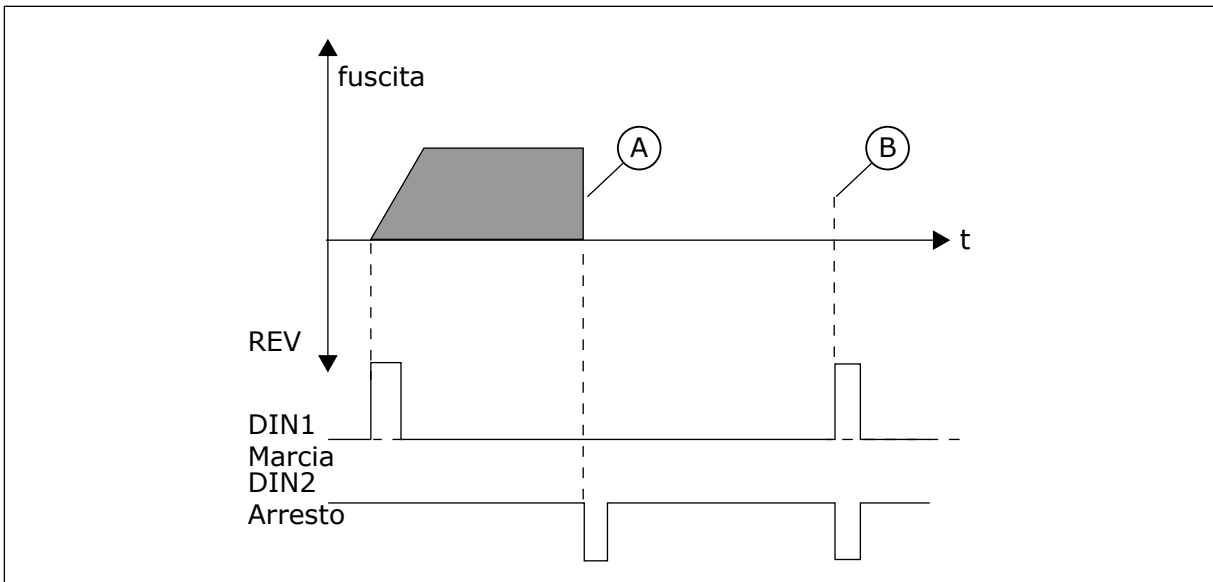 fuscita
A
B
t
REV
DIN1
Marcia
DIN2
Arresto